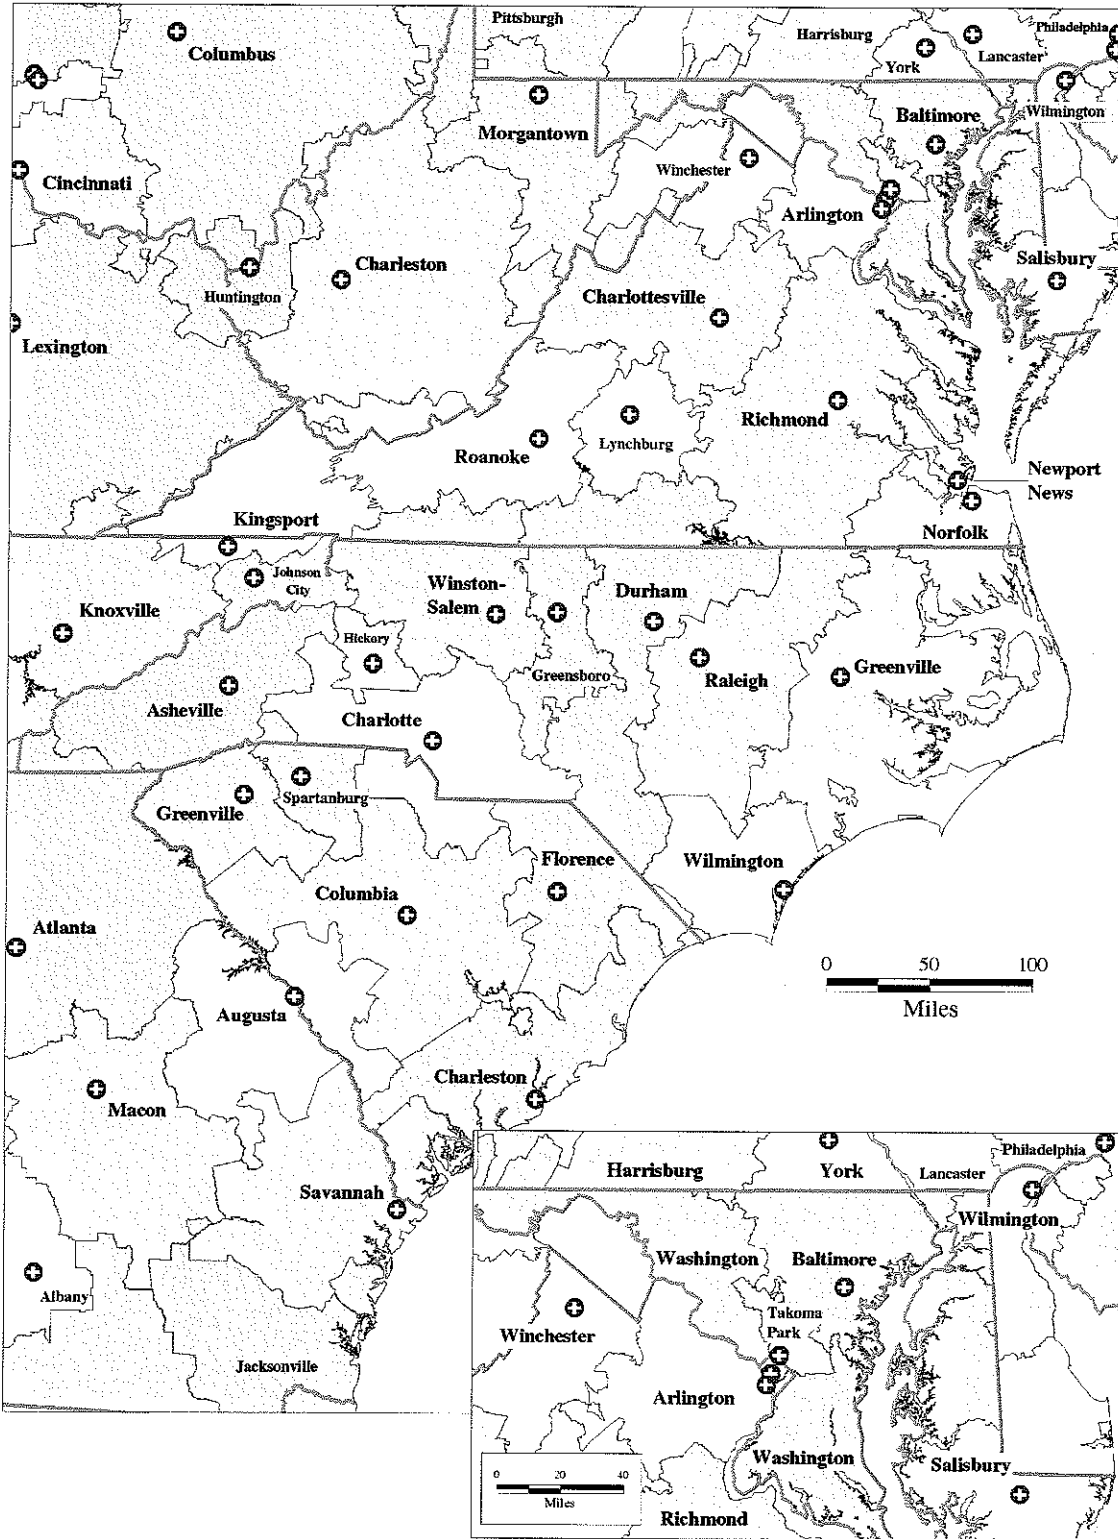 Pittsburgh
Harrisburg
Philadelphia
Columbus
York
Lancaster
Morgantown
Baltimore
Wilmington
Cincinnati
Winchester
Arlington
Charleston
Salisbury
Huntington
Charlottesville
Lexington
Richmond
Lynchburg
Roanoke
Newport
News
Kingsport
Norfolk
Johnson
City
Winston-
Salem
Durham
Knoxville
Hickory
Greensboro
Raleigh
Greenville
Asheville
Charlotte
Greenville
Spartanburg
Florence
Wilmington
Columbia
Atlanta
0 50 100
Miles
Augusta
Charleston
Macon
Savannah
Albany
Jacksonville
Philadelphia
Harrisburg
York
Lancaster
Wilmington
Washington
Baltimore
Takoma
Park
Winchester
Arlington
Washington
Salisbury
0 20 40
Miles
Richmond